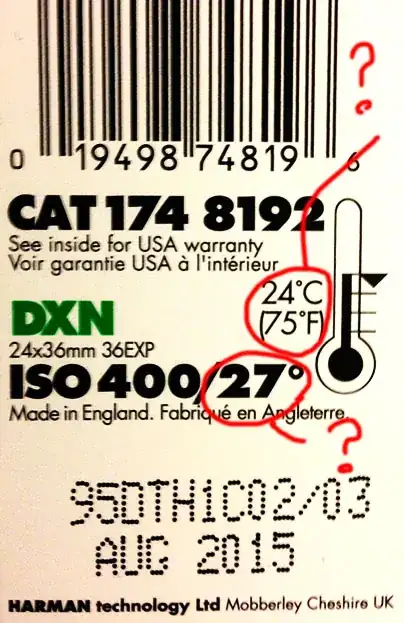 ?
0 19498 74819 6
CAT 174 8192
See inside for USA warranty
Voir garantie USA à l'intérieur
24°C
(75°F)
DXN
24x36mm 36EXP
ISO 400/27°
Made in England. Fabriqué en Angleterre.
?
95DTH1C02/03
AUG 2015
HARMAN technology Ltd Mobberley Cheshire UK